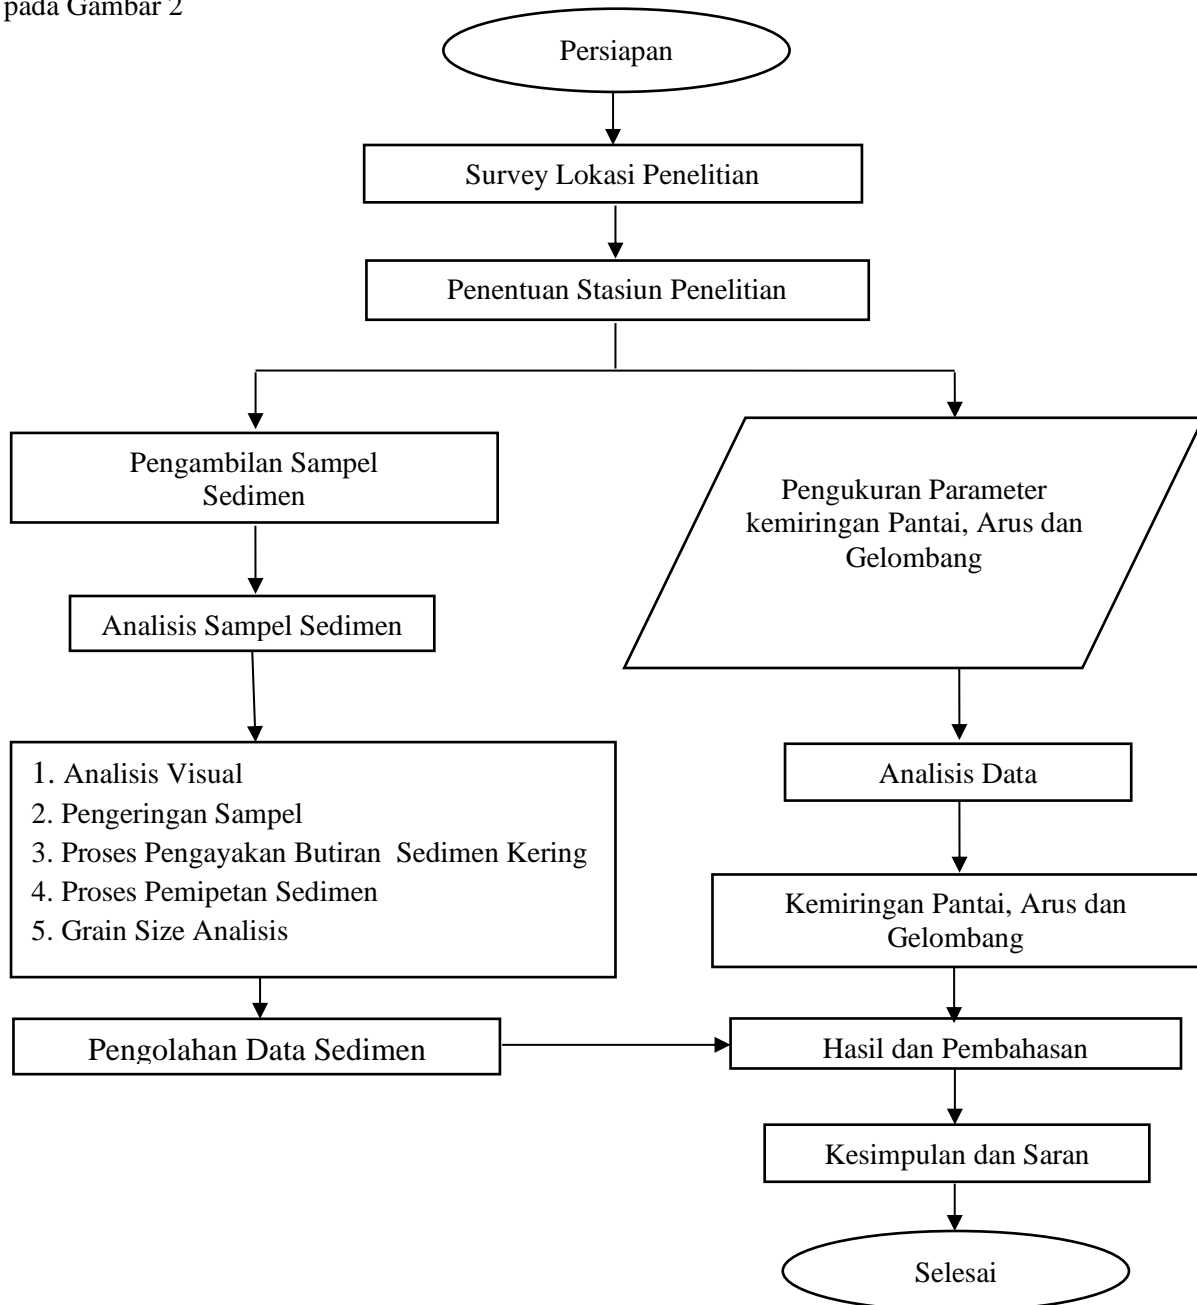 pada Gambar 2
Persiapan
Survey Lokasi Penelitian
Penentuan Stasiun Penelitian
Pengambilan Sampel
Sedimen
Pengukuran Parameter
kemiringan Pantai, Arus dan
Gelombang
Analisis Sampel Sedimen
1. Analisis Visual
2. Pengeringan Sampel
3. Proses Pengayakan Butiran  Sedimen Kering
4. Proses Pemipetan Sedimen
5. Grain Size Analisis
Analisis Data
Kemiringan Pantai, Arus dan
Gelombang
Pengolahan Data Sedimen
Hasil dan Pembahasan
Kesimpulan dan Saran
Selesai